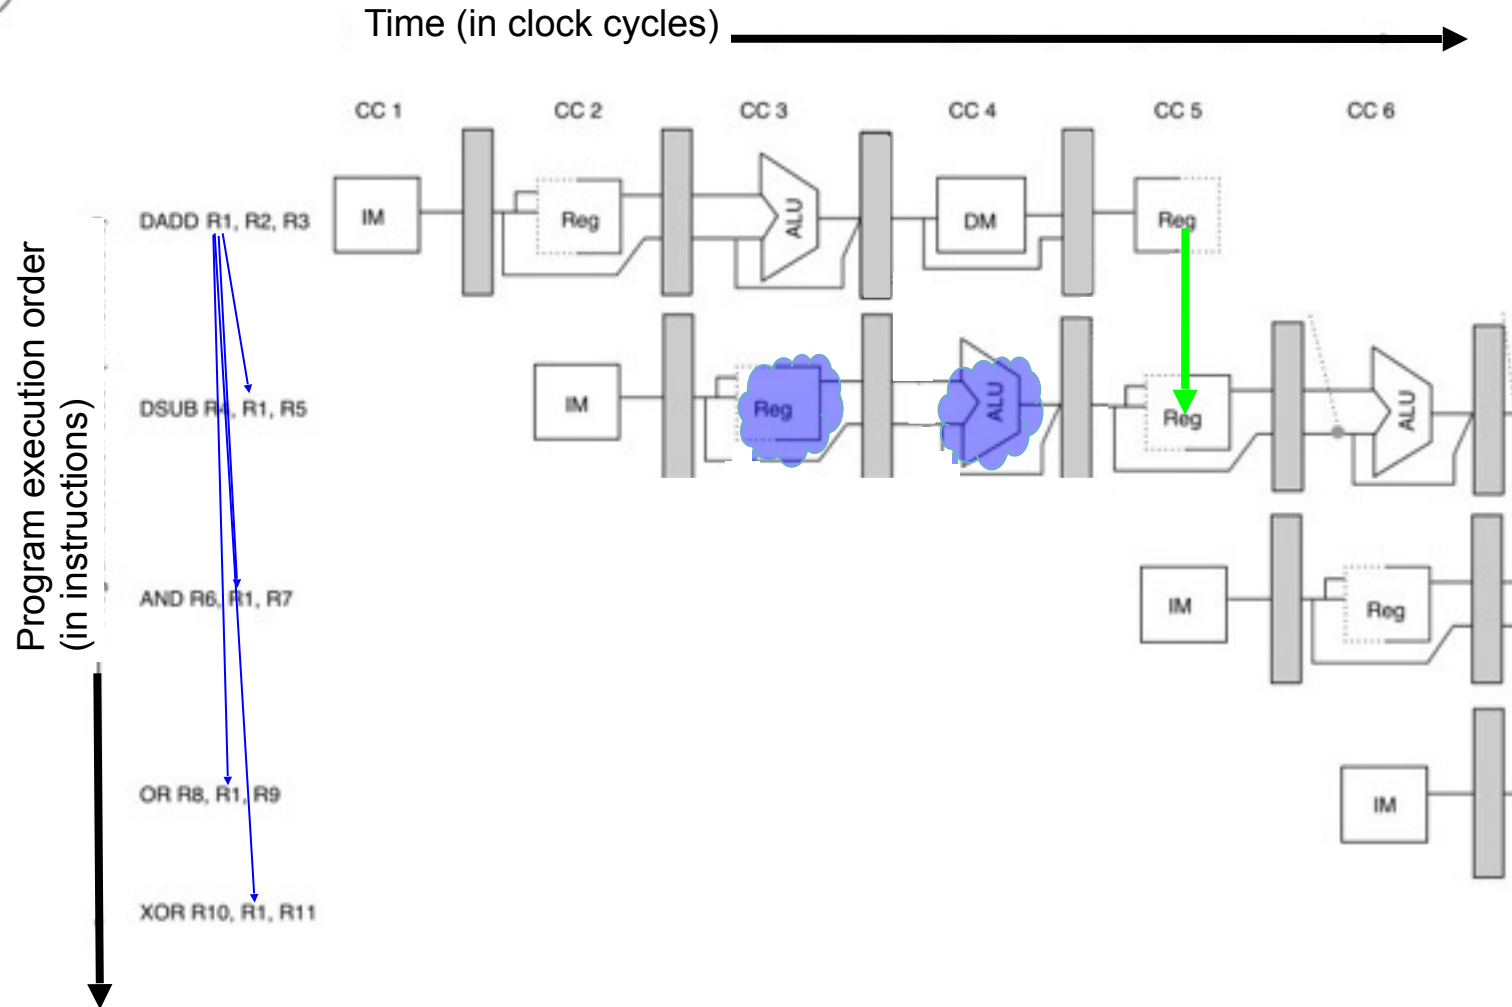 Time (in clock cycles)
CC 1 CC 2 CC 3 CC 4 CC 5 CC 6
Program execution order
(in instructions)
DADD R1, R2, R3 IM Reg ALU DM Reg
DSUB R4, R1, R5 IM Reg ALU Reg ALU
AND R6, R1, R7 IM Reg
OR R8, R1, R9 IM
XOR R10, R1, R11